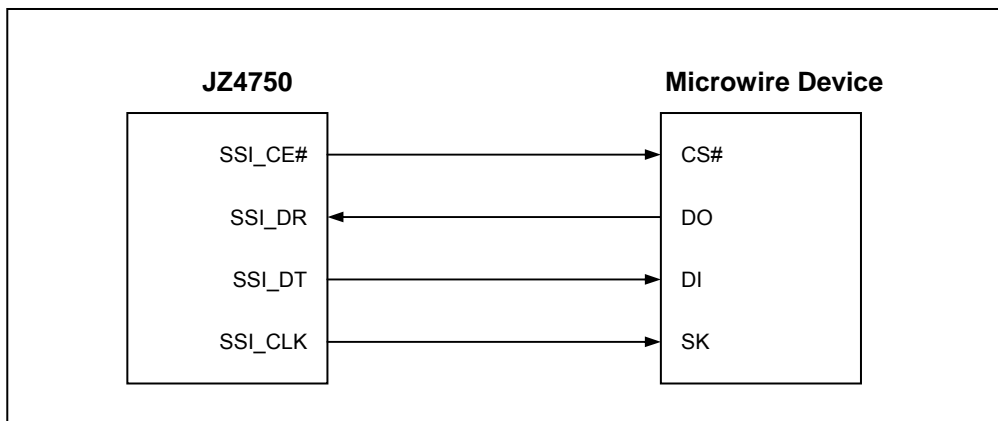 JZ4750 Microwire Device
SSI_CE# CS#
SSI_DR DO
SSI_DT DI
SSI_CLK SK